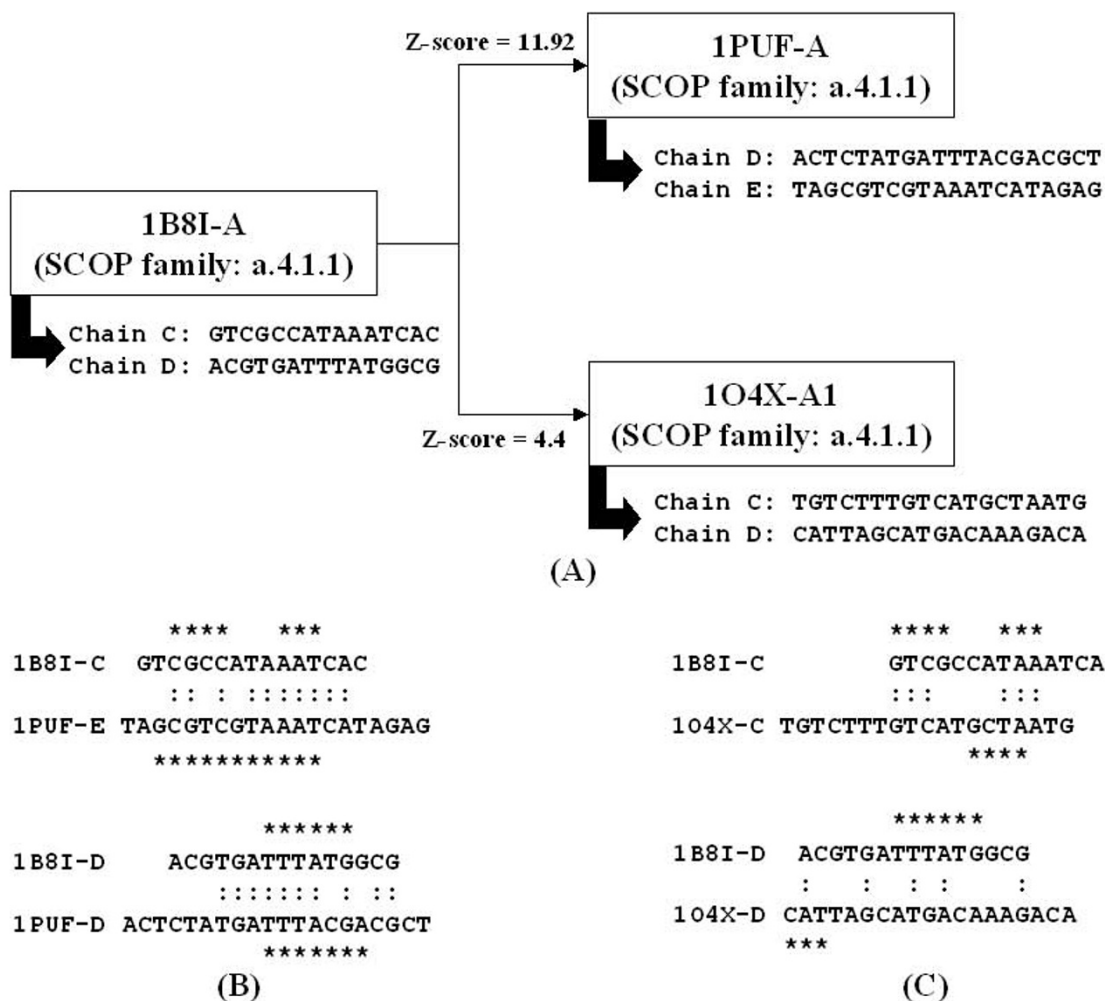 Z-score = 11.92
1PUF-A
(SCOP family: a.4.1.1)
Chain D: ACTCTATGATTTACGACGCT
Chain E: TAGCGTCGTAAATCATAGAG
1B8I-A
(SCOP family: a.4.1.1)
Chain C: GTCGCCATAAATCAC
Chain D: ACGTGATTTATGGCG
1O4X-A1
(SCOP family: a.4.1.1)
Z-score = 4.4
Chain C: TGTCTTTGTCATGCTAATG
Chain D: CATTAGCATGACAAAGACA
(A)
**** ***
1B8I-C GTCGCCATAAATCAC
:: : :::::::
1PUF-E TAGCGTCGTAAATCATAGAG
***********
******
1B8I-D ACGTGATTTATGGCG
::::::: : ::
1PUF-D ACTCTATGATTTACGACGCT
*******
(B)
**** ***
1B8I-C GTCGCCATAAATCA
::: :::
1O4X-C TGTCTTTGTCATGCTAATG
****
******
1B8I-D ACGTGATTTATGGCG
: : : : :
1O4X-D CATTAGCATGACAAAGACA
***
(C)